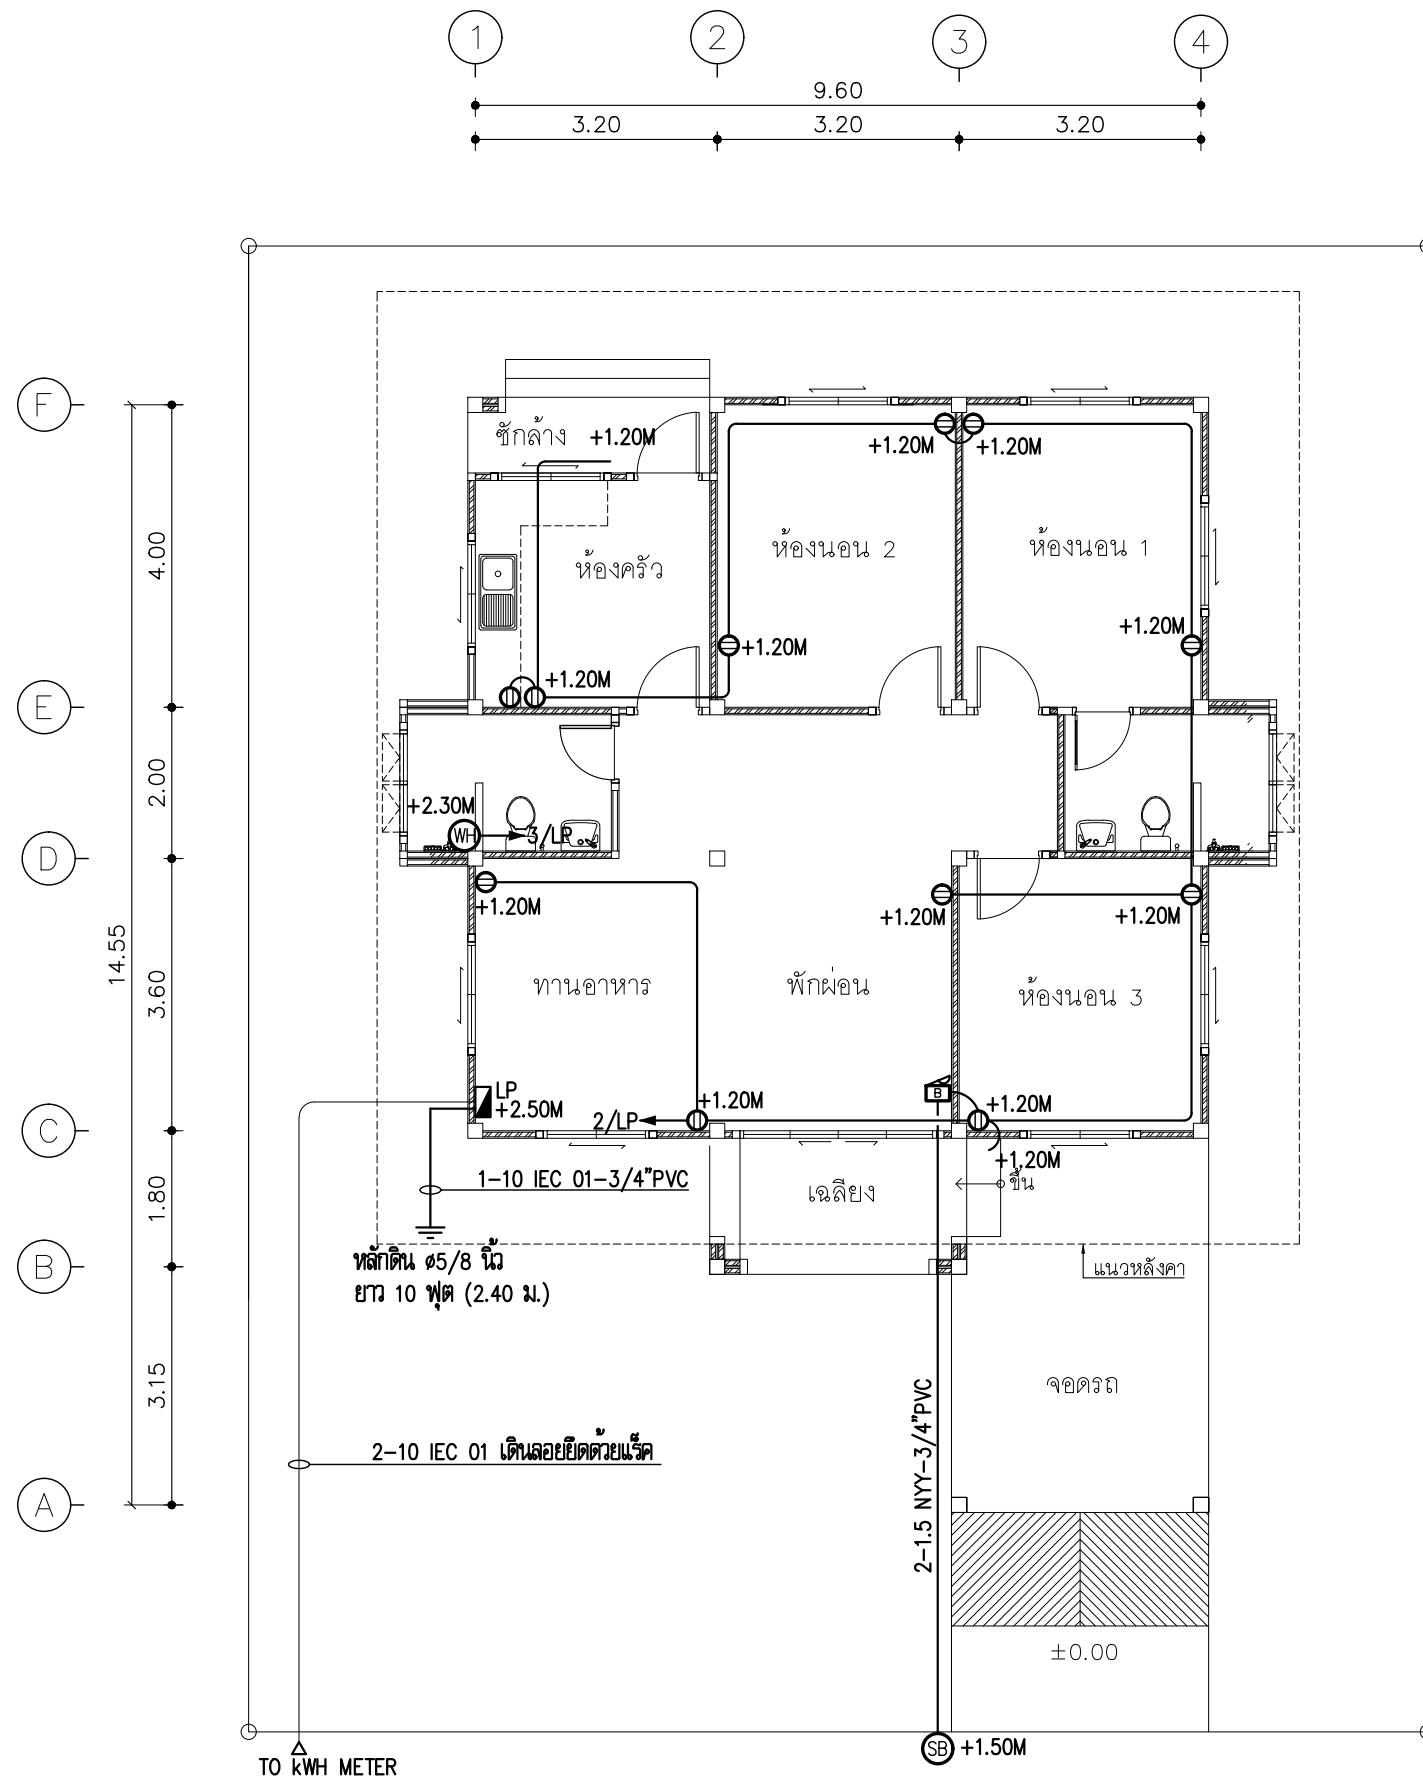 1 2 3 4
9.60
3.20 3.20 3.20
F
ซักล้าง +1.20M
+1.20M +1.20M
4.00
ห้องครัว
ห้องนอน 2
ห้องนอน 1
+1.20M
+1.20M
+1.20M
E
2.00
+2.30M
WH 3/LP
D
+1.20M
+1.20M
+1.20M
14.55
3.60
ทานอาหาร
พักผ่อน
ห้องนอน 3
LP
+2.50M
B
+1.20M
+1.20M
2/LP
C
+1.20M
1-10 IEC 01-3/4"PVC
เฉลียง
ขึ้น
1.80
หลักดิน ø5/8 นิ้ว
ยาว 10 ฟุต (2.40 ม.)
B
แนวหลังคา
3.15
จอดรถ
2-10 IEC 01 เดินลอยยึดด้วยแร็ค
2-1.5 NYY-3/4"PVC
A
±0.00
SB +1.50M
TO kWH METER